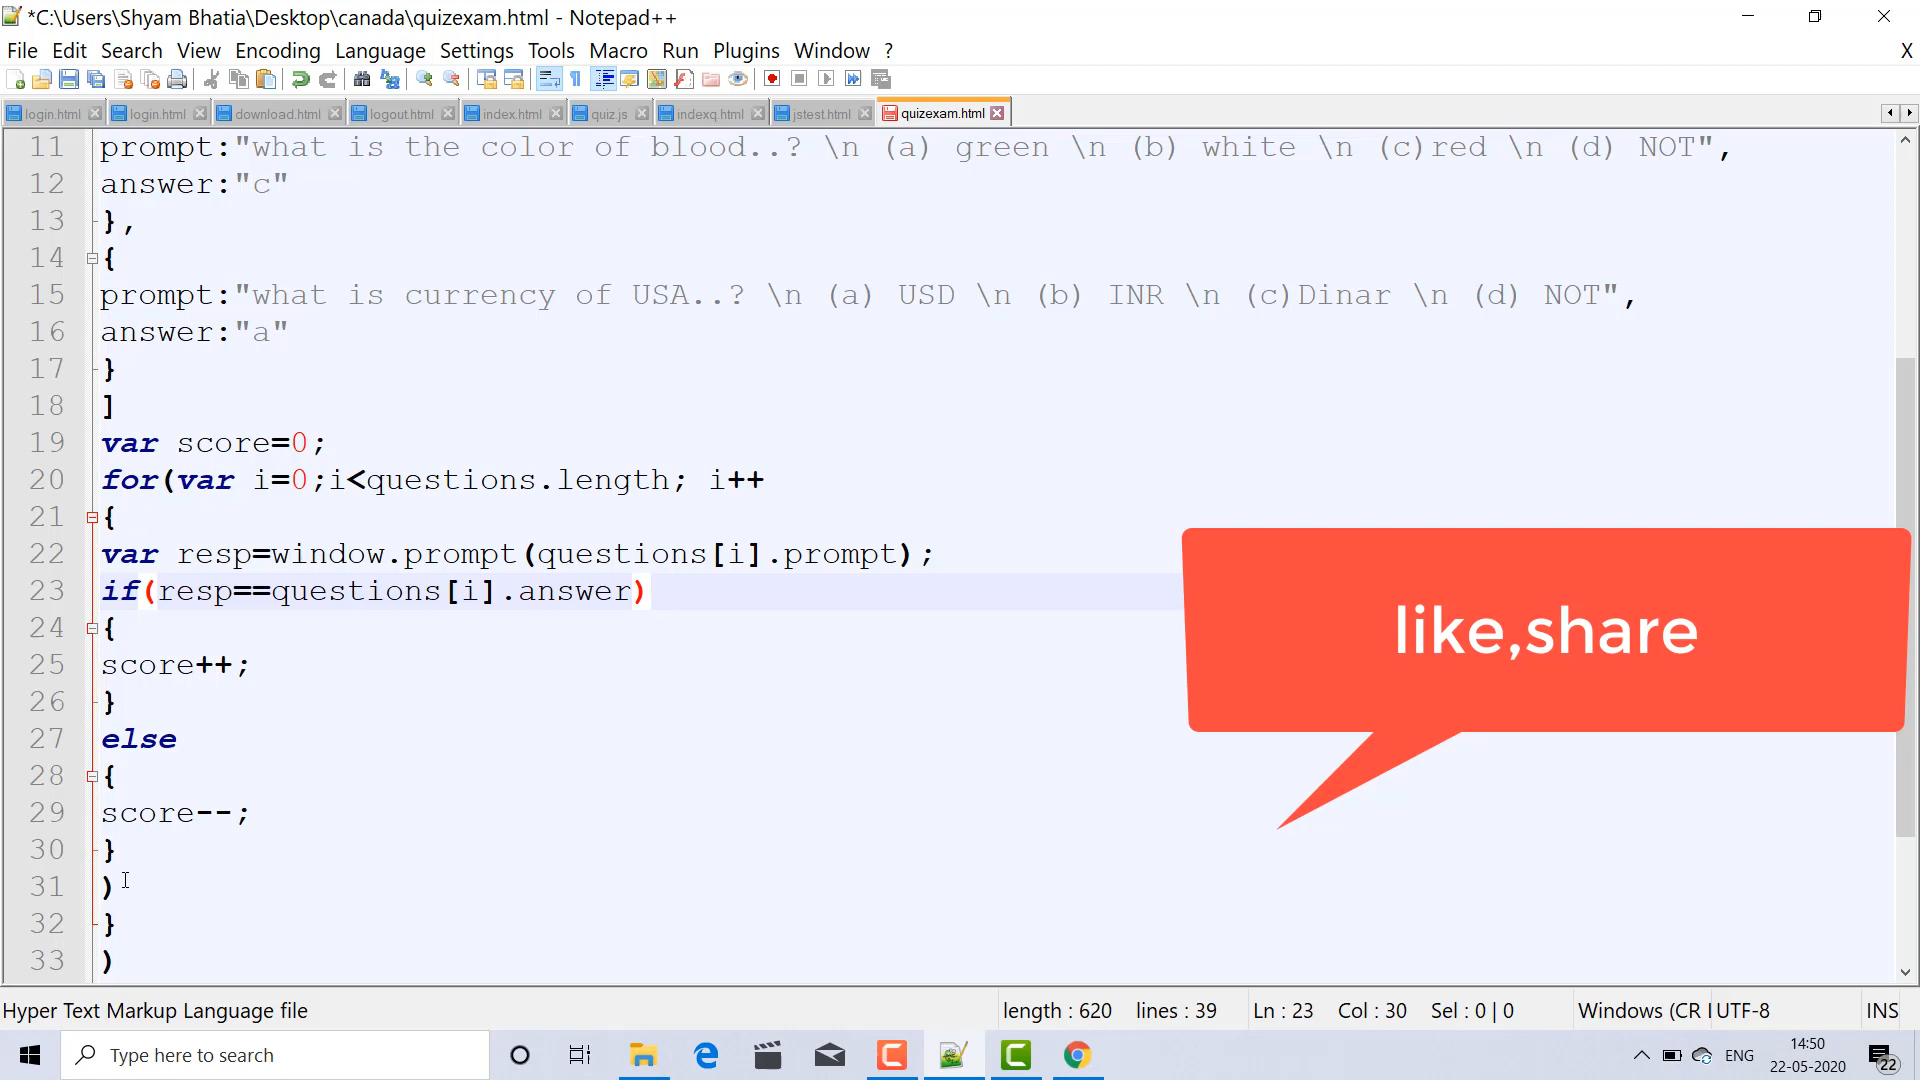 *C:\Users\Shyam Bhatia\Desktop\canada\quizexam.html - Notepad++
File Edit Search View Encoding Language Settings Tools Macro Run Plugins Window ? X
login.html login.html download.html logout.html index.html quiz.js indexq.html jstest.html quizexam.html
11 prompt:"what is the color of blood..? \n (a) green \n (b) white \n (c)red \n (d) NOT",
12 answer:"c"
13 },
14 {
15 prompt:"what is currency of USA..? \n (a) USD \n (b) INR \n (c)Dinar \n (d) NOT",
16 answer:"a"
17 }
18 ]
19 var score=0;
20 for(var i=0;i<questions.length; i++
21 {
22 var resp=window.prompt(questions[i].prompt);
23 if(resp==questions[i].answer)
24 {
25 score++;
26 }
27 else
28 {
29 score--;
30 }
31 )
32 }
33 )
like,share
Hyper Text Markup Language file length : 620 lines : 39 Ln : 23 Col : 30 Sel : 0 | 0 Windows (CR UTF-8 INS
Type here to search
ENG
14:50
22-05-2020
22